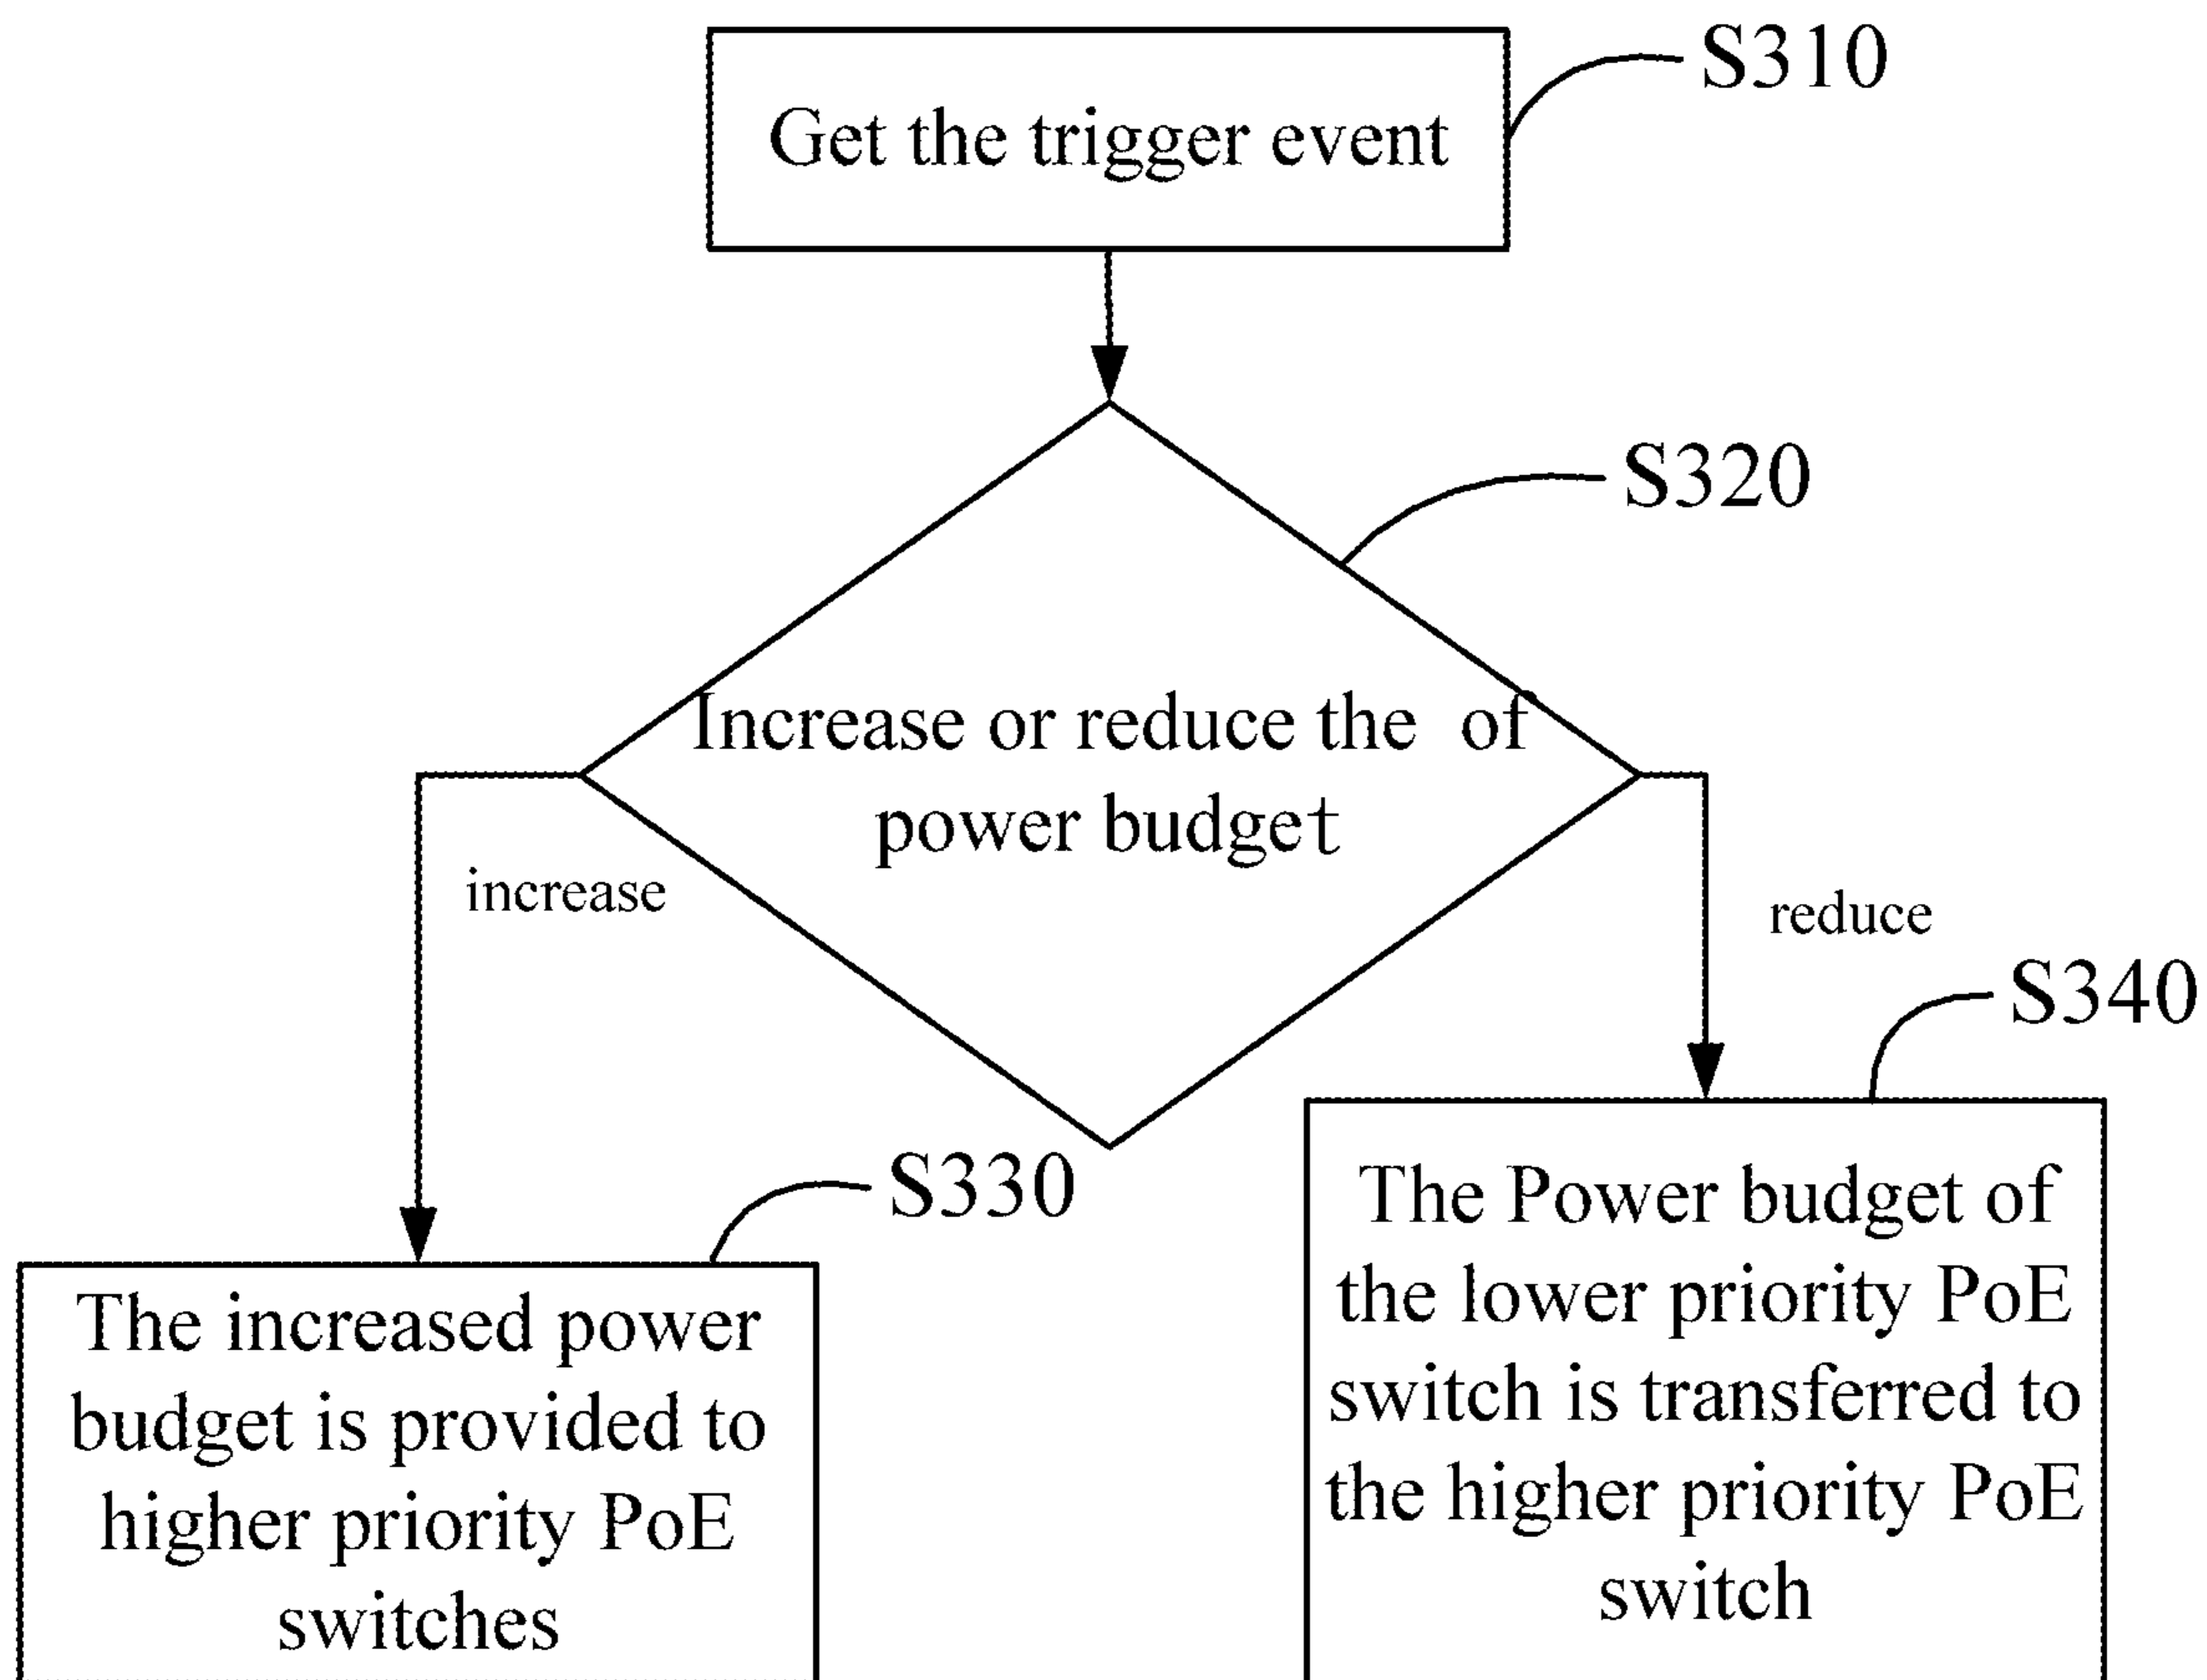 S310
Get the trigger event
S320
Increase or reduce the of
power budget
increase
reduce
S340
S330
The Power budget of
the lower priority PoE
switch is transferred to
the higher priority PoE
switch
The increased power
budget is provided to
higher priority PoE
switches